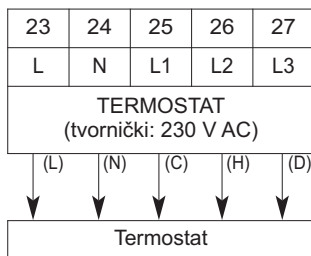 23 24 25 26 27
L N L1 L2 L3
TERMOSTAT
(tvornički: 230 V AC)
(L) (N) (C) (H) (D)
Termostat